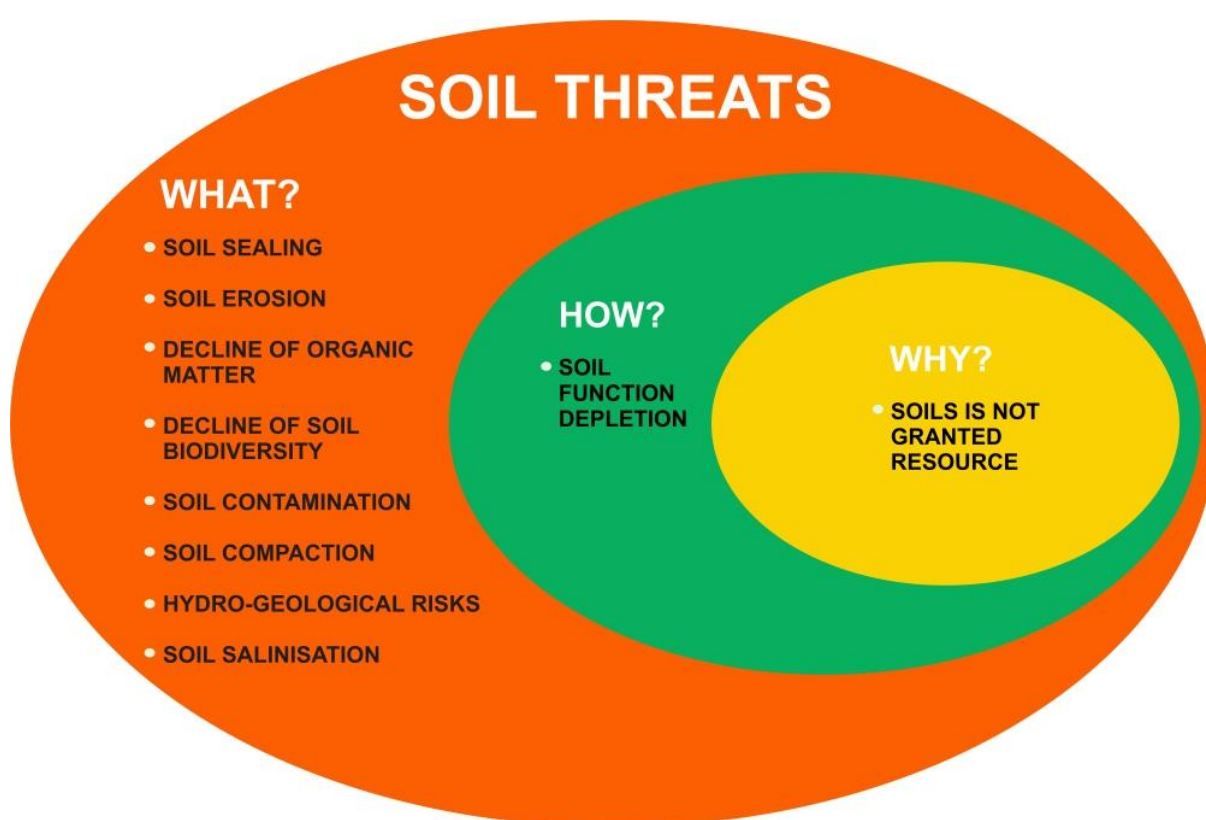 SOIL THREATS
WHAT?
• SOIL SEALING
• SOIL EROSION
• DECLINE OF ORGANIC
MATTER
• DECLINE OF SOIL
BIODIVERSITY
• SOIL CONTAMINATION
• SOIL COMPACTION
• HYDRO-GEOLOGICAL RISKS
• SOIL SALINISATION
HOW?
• SOIL
FUNCTION
DEPLETION
WHY?
• SOILS IS NOT
GRANTED
RESOURCE